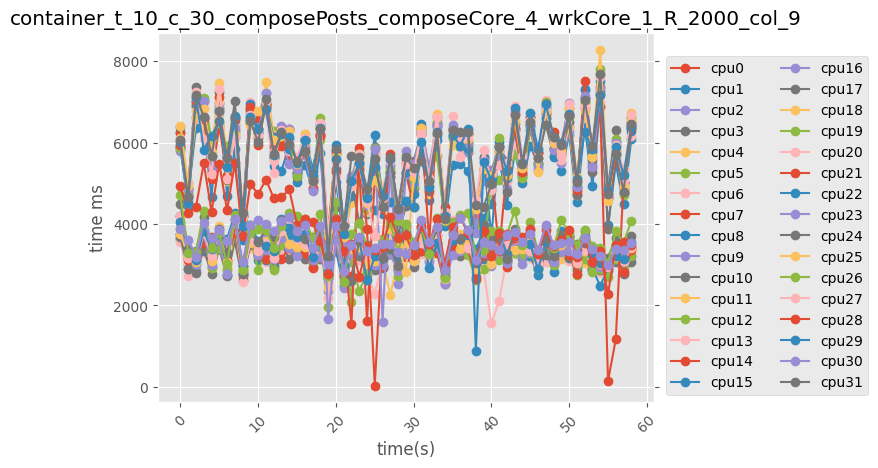 container_t_10_c_30_composePosts_composeCore_4_wrkCore_1_R_2000_col_9
8000
6000
4000
2000
0
time ms
0 10 20 30 40 50 60
time(s)
cpu0 cpu16
cpu1 cpu17
cpu2 cpu18
cpu3 cpu19
cpu4 cpu20
cpu5 cpu21
cpu6 cpu22
cpu7 cpu23
cpu8 cpu24
cpu9 cpu25
cpu10 cpu26
cpu11 cpu27
cpu12 cpu28
cpu13 cpu29
cpu14 cpu30
cpu15 cpu31